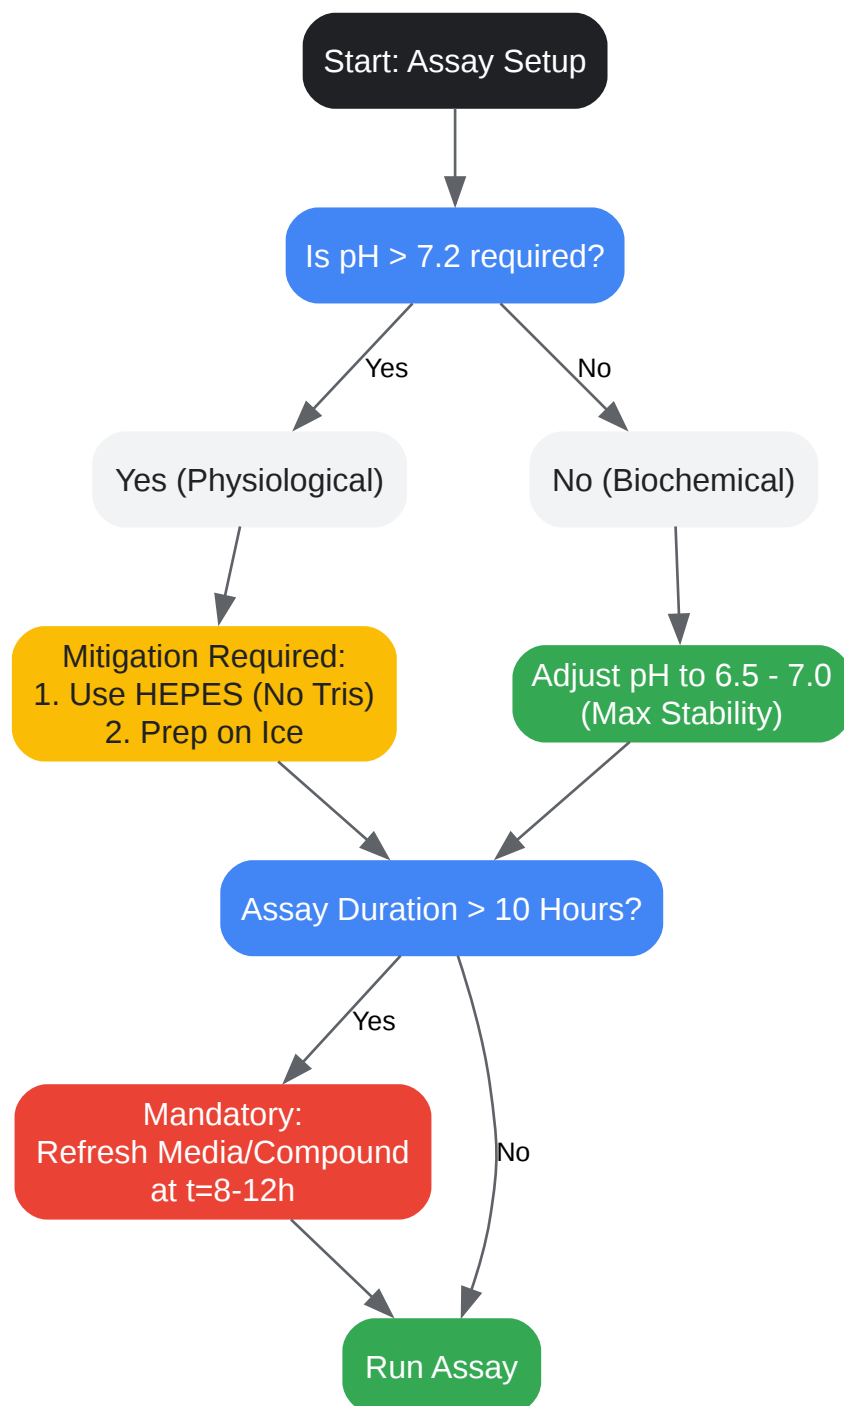 Start: Assay Setup
Is pH > 7.2 required?
Yes
No
Yes (Physiological)
No (Biochemical)
Mitigation Required:
1. Use HEPES (No Tris)
2. Prep on Ice
Adjust pH to 6.5 - 7.0
(Max Stability)
Assay Duration > 10 Hours?
Yes
Mandatory:
Refresh Media/Compound
at t=8-12h
No
Run Assay